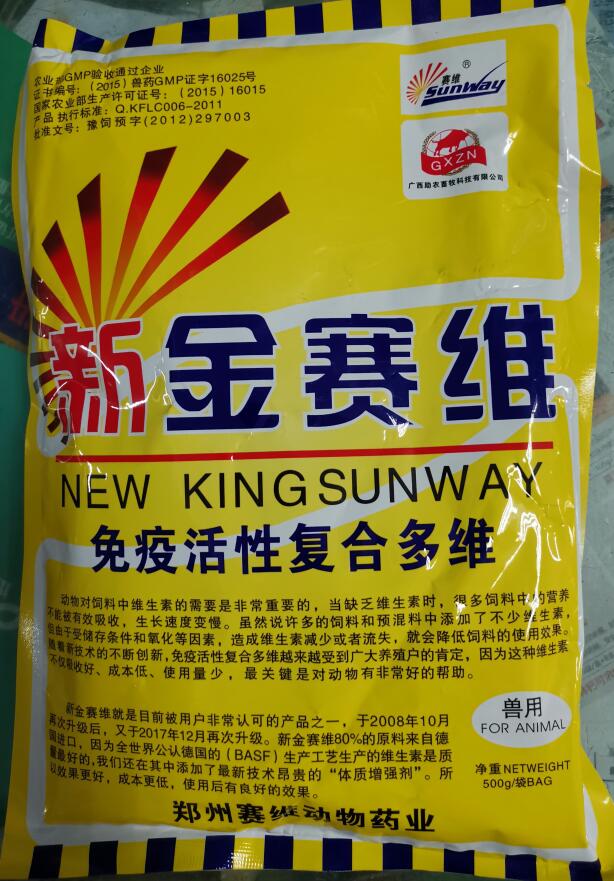 农业部GMP验收通过企业
证书编号：(2015)兽药GMP证字16025号
国家农业部生产许可证号：(2015)16015
产品 执行标准：Q.KFLC006-2011
批准文号：豫饲预字(2012)297003
赛维®
SUNWAY
GXZN
广西助农畜牧科技有限公司
新金赛维
NEW KINGSUNWAY
免疫活性复合多维
动物对饲料中维生素的需要是非常重要的，当缺乏维生素时，很多饲料中的营养
不能被有效吸收，生长速度变慢。虽然说许多的饲料和预混料中添加了不少维生素，
但由于受储存条件和氧化等因素，造成维生素减少或者流失，就会降低饲料的使用效果。
随着新技术的不断创新,免疫活性复合多维越来越受到广大养殖户的肯定，因为这种维生素
不仅吸收好、成本低、使用量少，最关键是对动物有非常好的帮助。
新金赛维就是目前被用户非常认可的产品之一，于2008年10月
再次升级后，又于2017年12月再次升级。新金赛维80%的原料来自德
国进口，因为全世界公认德国的（BASF）生产工艺生产的维生素是质
量最好的,我们还在其中添加了最新技术昂贵的“体质增强剂”。所
以效果更好，成本更低，使用后有良好的效果。
兽用
FOR ANIMAL
净重NETWEIGHT
500g/袋BAG
郑州赛维动物药业